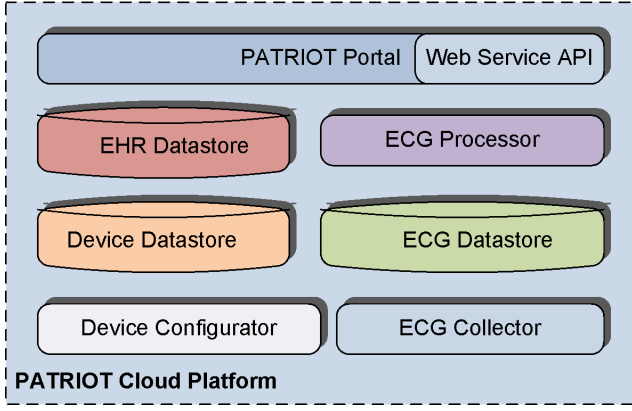 PATRIOT Portal
Web Service API
EHR Datastore
ECG Processor
Device Datastore
ECG Datastore
Device Configurator
ECG Collector
PATRIOT Cloud Platform